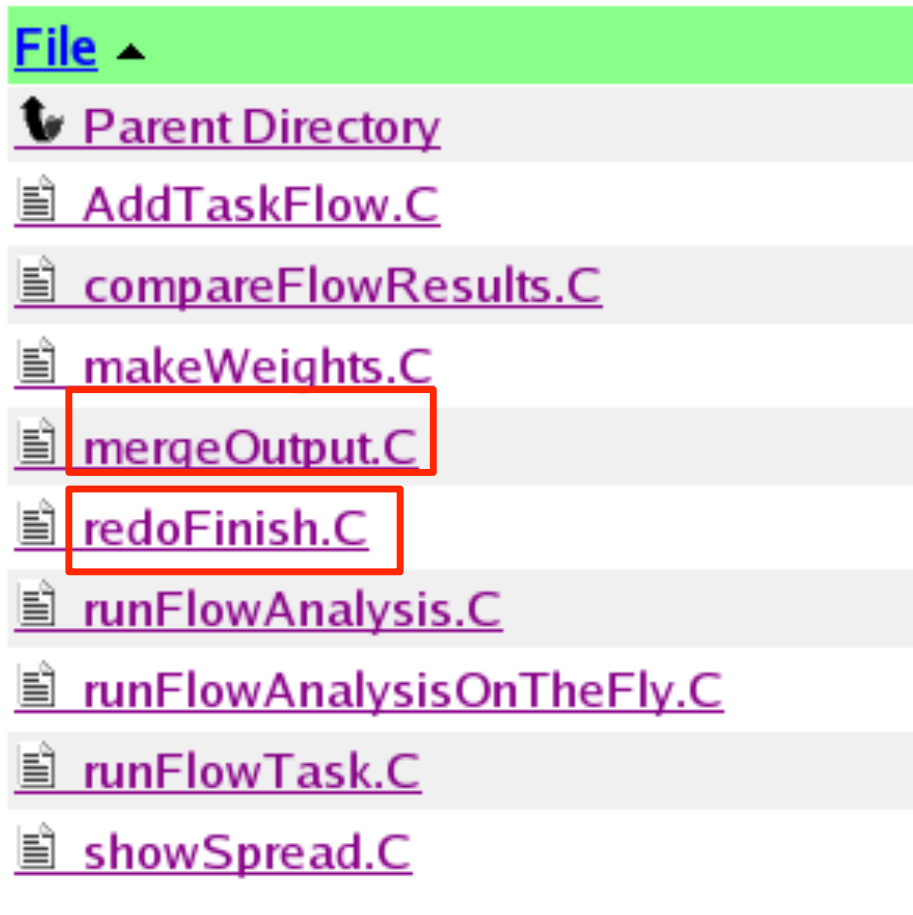 File
Parent Directory
AddTaskFlow.C
compareFlowResults.C
makeWeights.C
mergeOutput.C
redoFinish.C
runFlowAnalysis.C
runFlowAnalysisOnTheFly.C
runFlowTask.C
showSpread.C